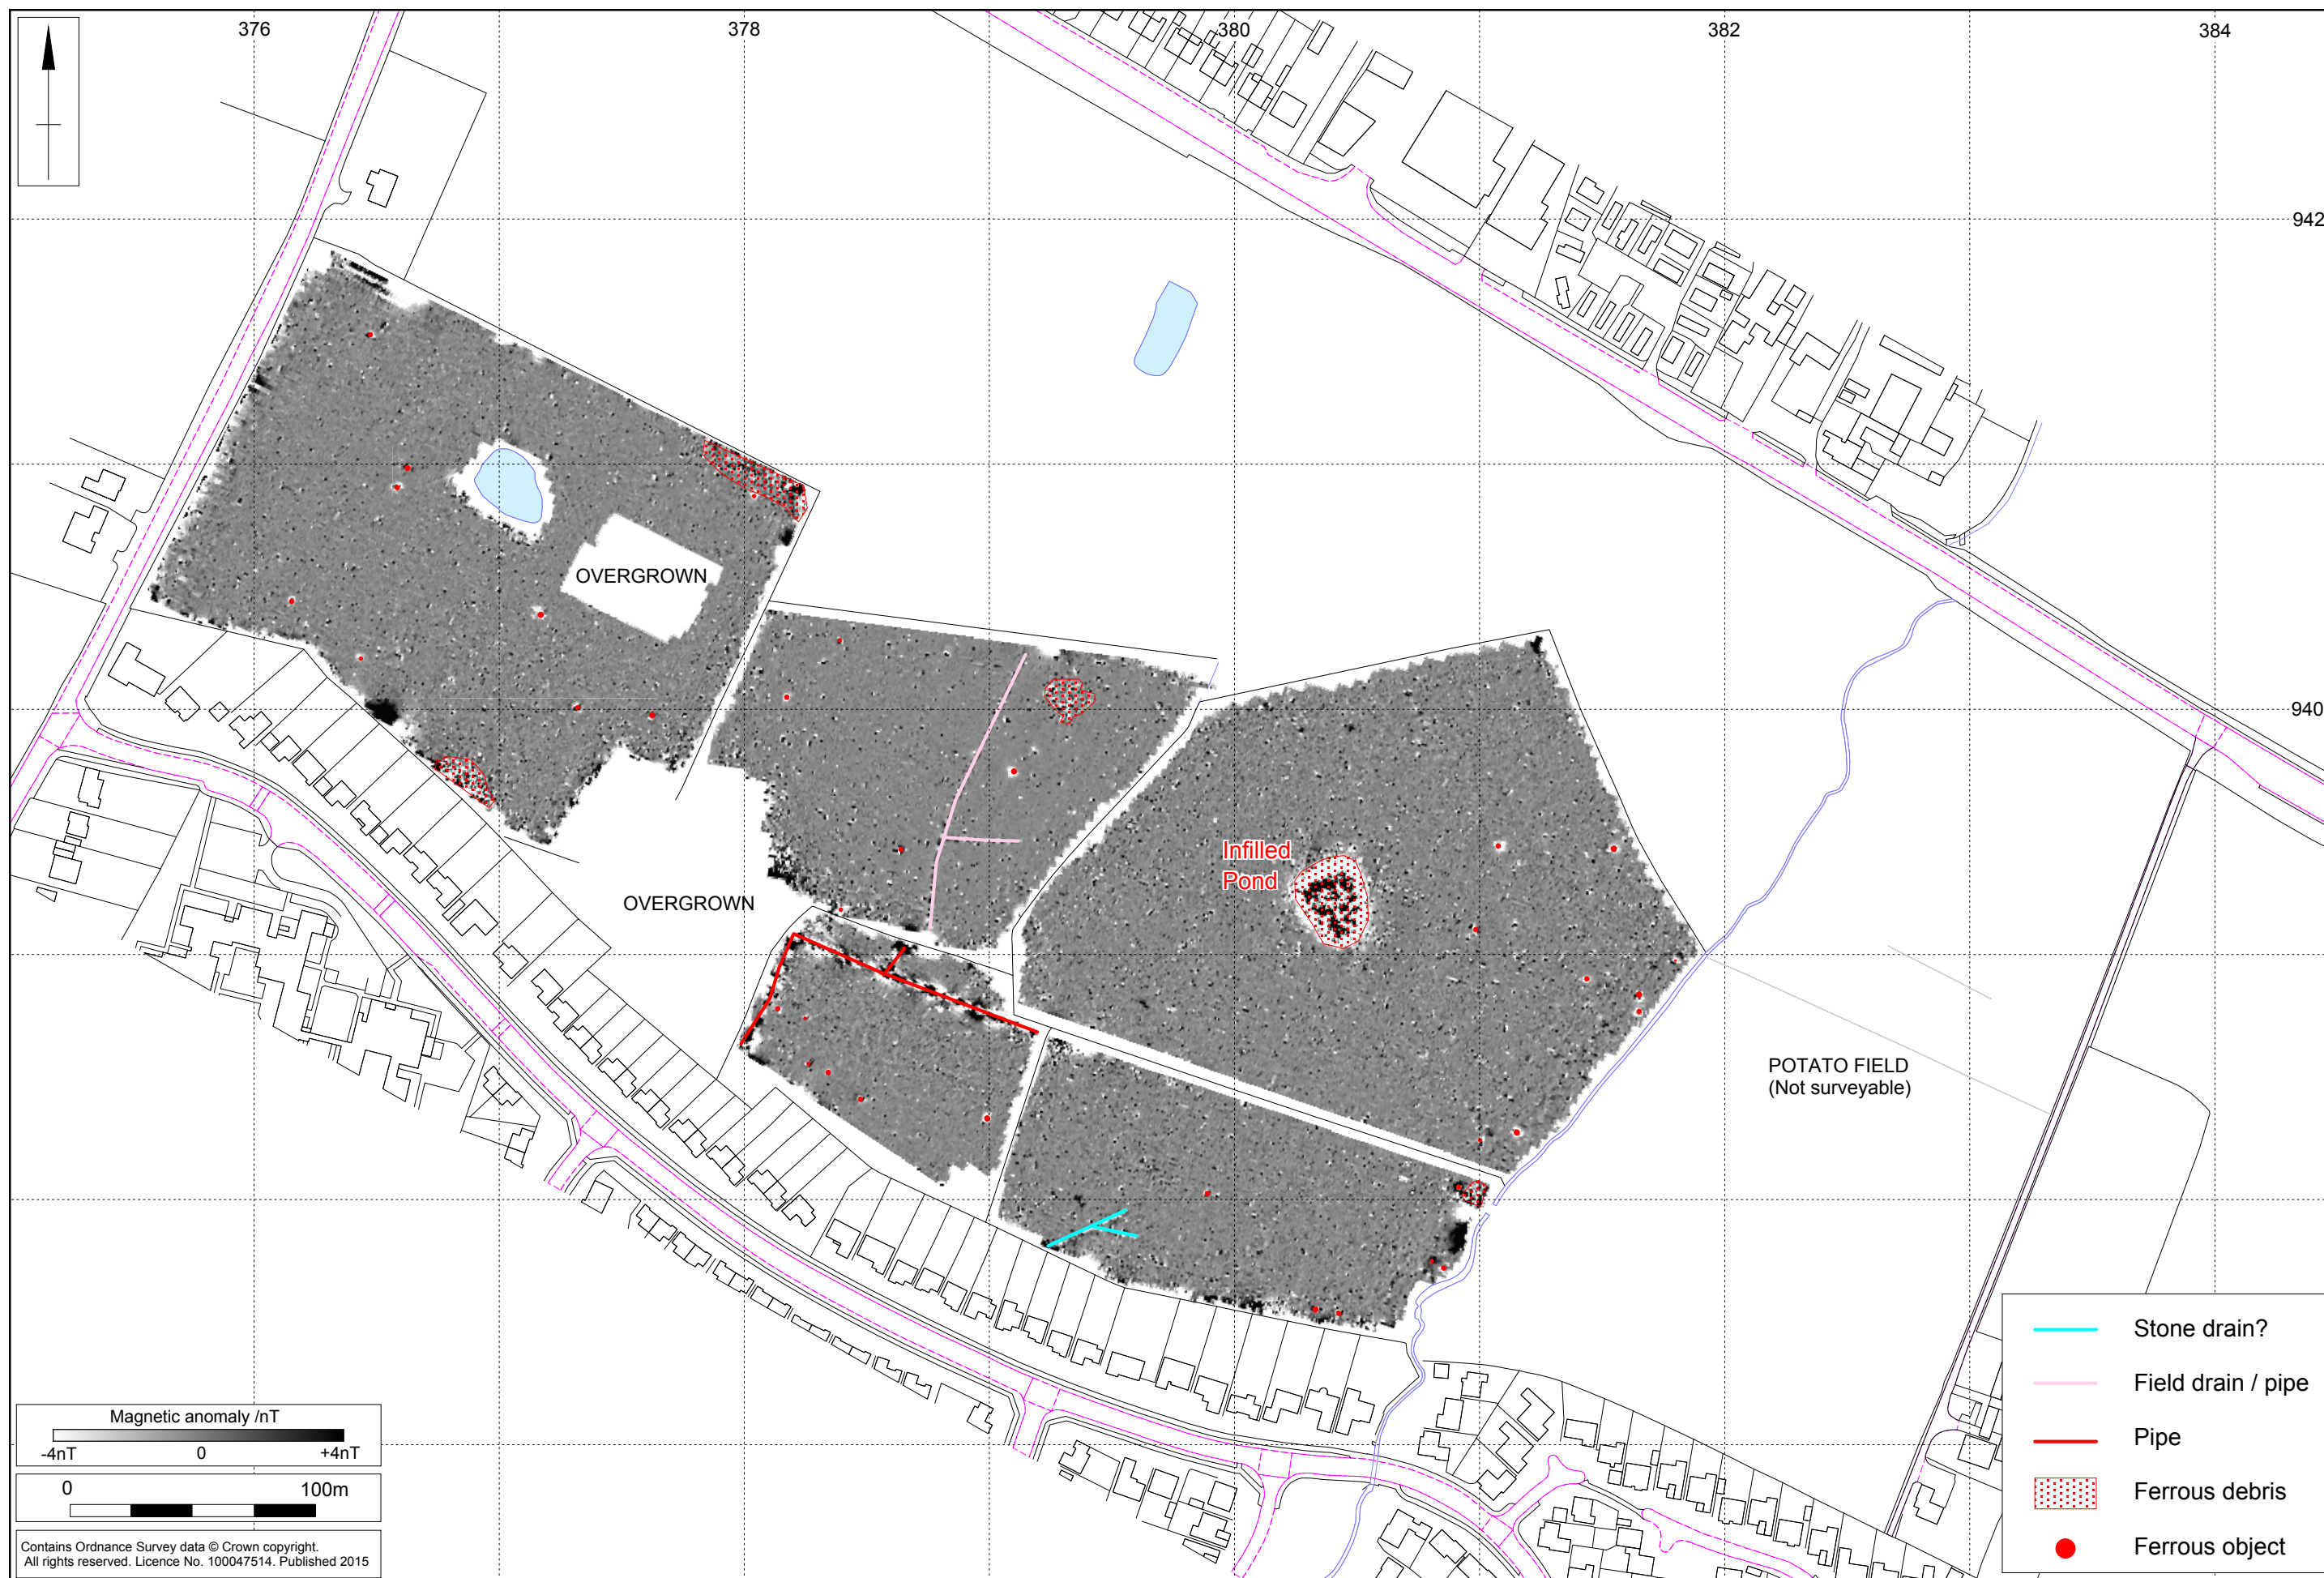 376
378
380
382
384
942
OVERGROWN
940
Infilled
Pond
OVERGROWN
POTATO FIELD
(Not surveyable)
Stone drain?
Field drain / pipe
Pipe
Ferrous debris
Ferrous object
Magnetic anomaly /nT
-4nT 0 +4nT
0 100m
Contains Ordnance Survey data © Crown copyright.
All rights reserved. Licence No. 100047514. Published 2015